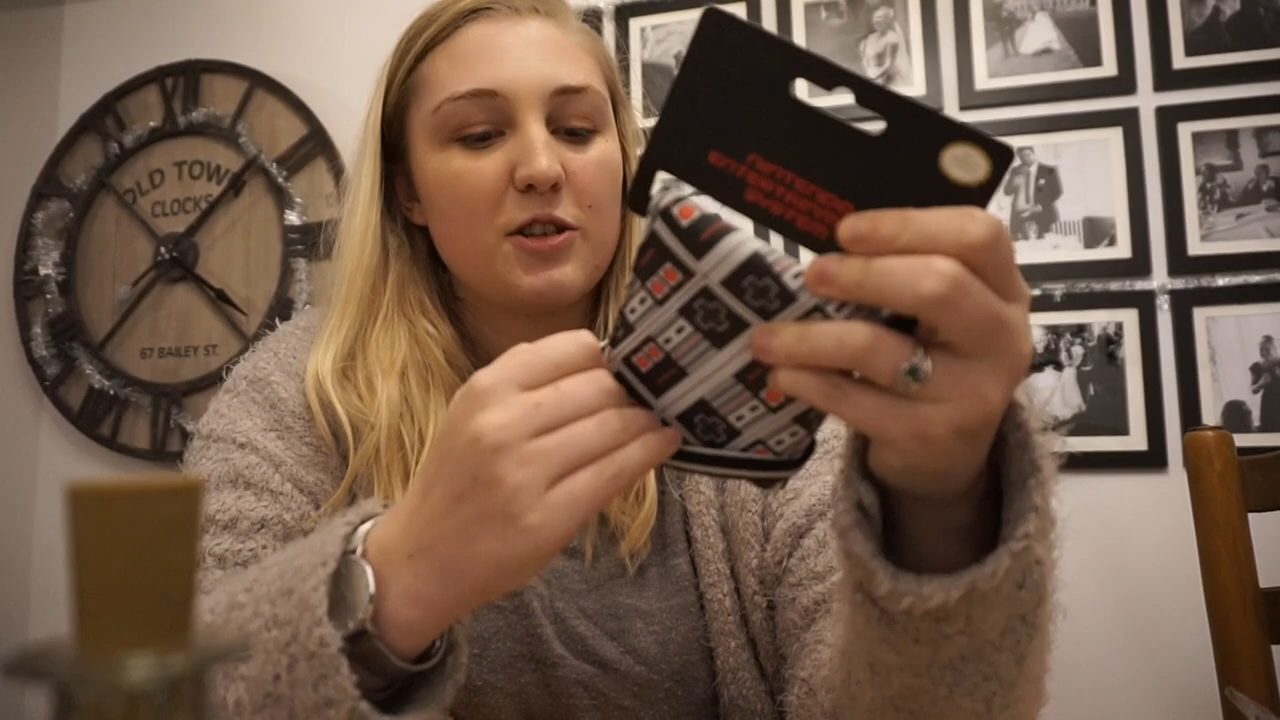 OLD TOWN
CLOCKS
67 BAILEY ST.
NINTENDO
ENTERTAINMENT
SYSTEM